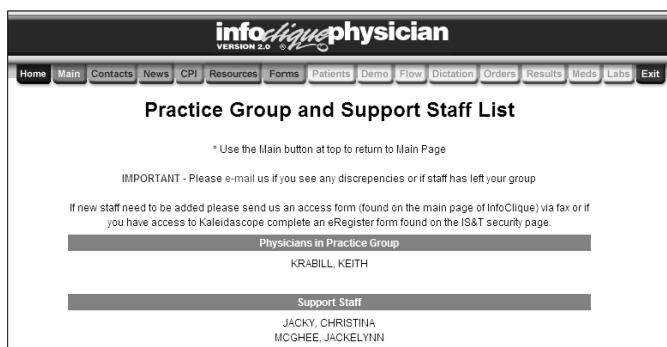 infocliquephysician
VERSION 2.0 ®
Home Main Contacts News CPI Resources Forms Patients Demo Flow Dictation Orders Results Meds Labs Exit
Practice Group and Support Staff List
* Use the Main button at top to return to Main Page
IMPORTANT - Please e-mail us if you see any discrepencies or if staff has left your group
If new staff need to be added please send us an access form (found on the main page of InfoClique) via fax or if
you have access to Kaleidascope complete an eRegister form found on the IS&T security page.
Physicians in Practice Group
KRABILL, KEITH
Support Staff
JACKY, CHRISTINA
MCGHEE, JACKELYNN